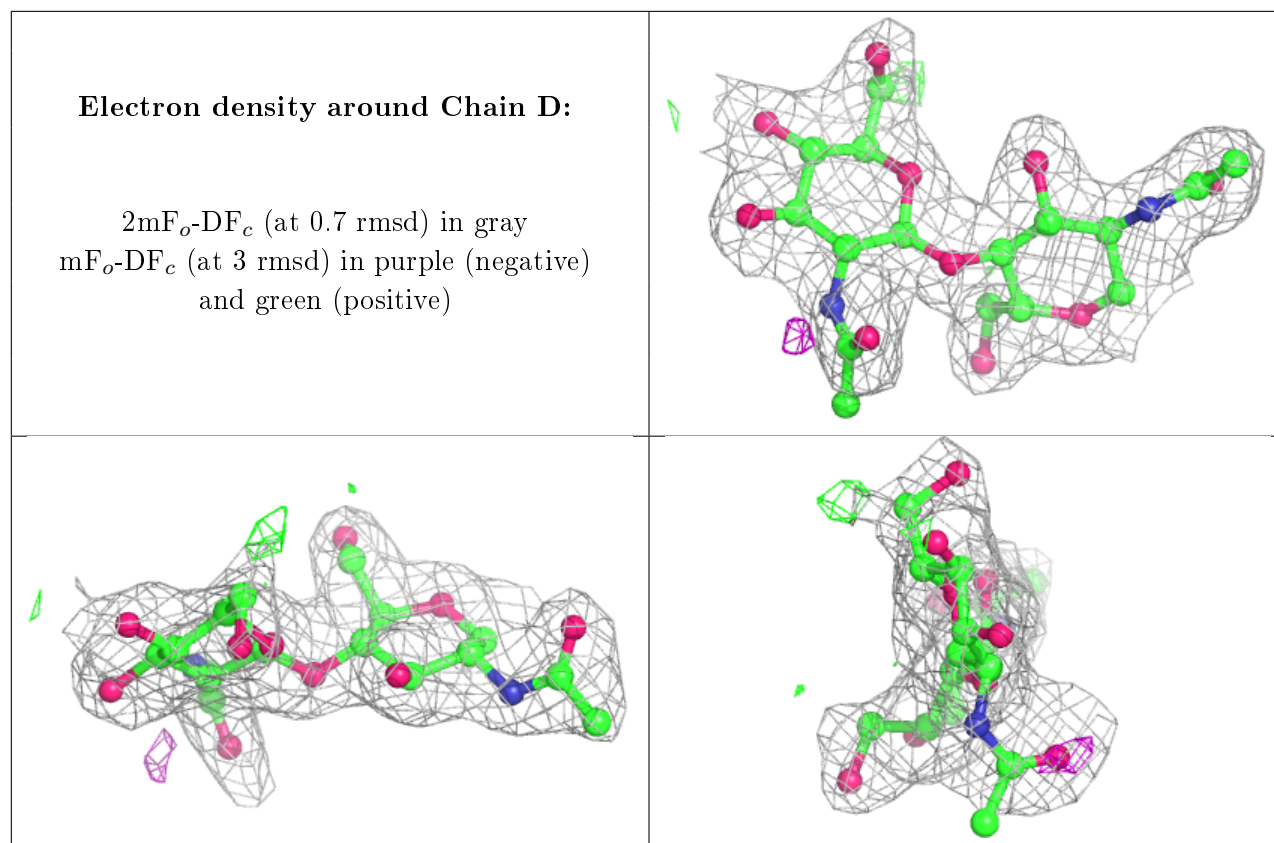 Electron density around Chain D:
2mFₒ-DF𝑐 (at 0.7 rmsd) in gray
mFₒ-DF𝑐 (at 3 rmsd) in purple (negative)
and green (positive)